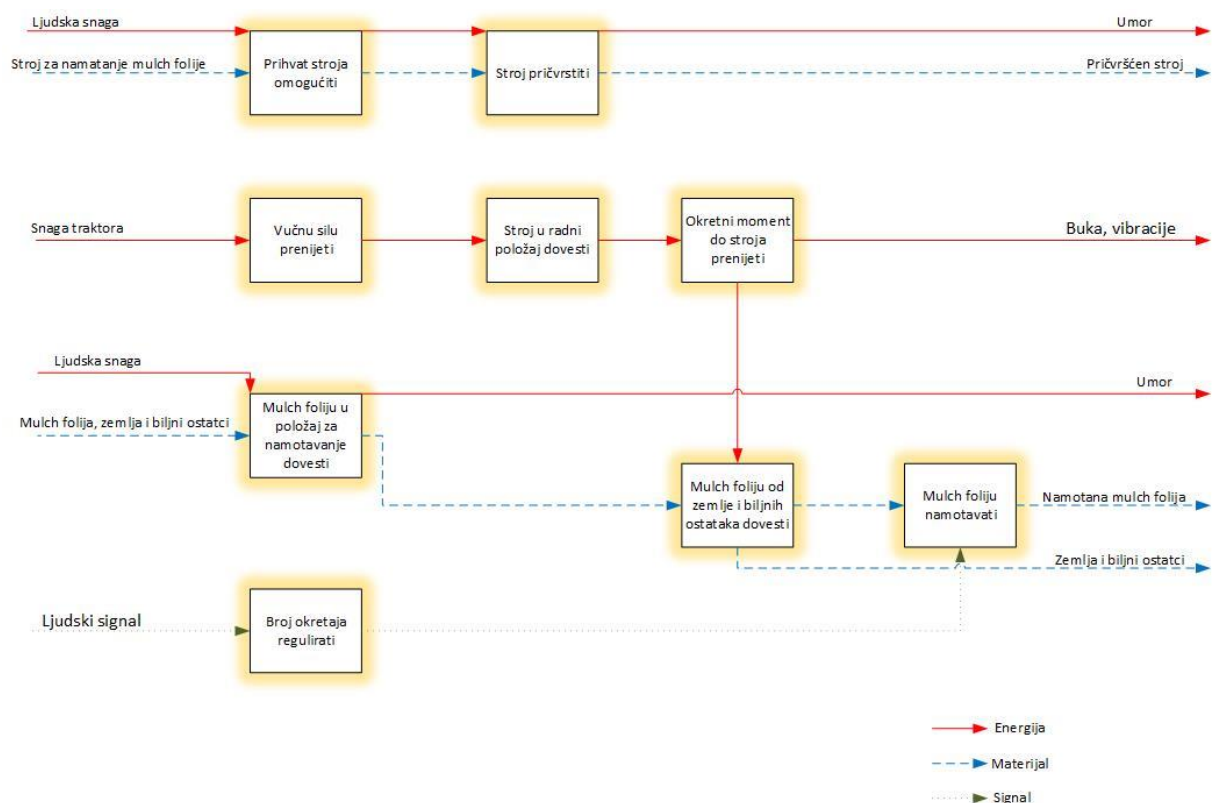 Ljudska snaga
Umor
Stroj za namatanje mulch folije
Prihvat stroja
omogućiti
Stroj pričvrstiti
Pričvršćen stroj
Snaga traktora
Vučnu silu
prenijeti
Stroj u radni
položaj dovesti
Okretni moment
do stroja
prenijeti
Buka, vibracije
Ljudska snaga
Umor
Mulch folija, zemlja i biljni ostatci
Mulch foliju u
položaj za
namotavanje
dovesti
Mulch foliju od
zemlje i biljnih
ostataka dovesti
Mulch foliju
namotavati
Namotana mulch folija
Zemlja i biljni ostatci
Ljudski signal
Broj okretaja
regulirati
Energija
Materijal
Signal